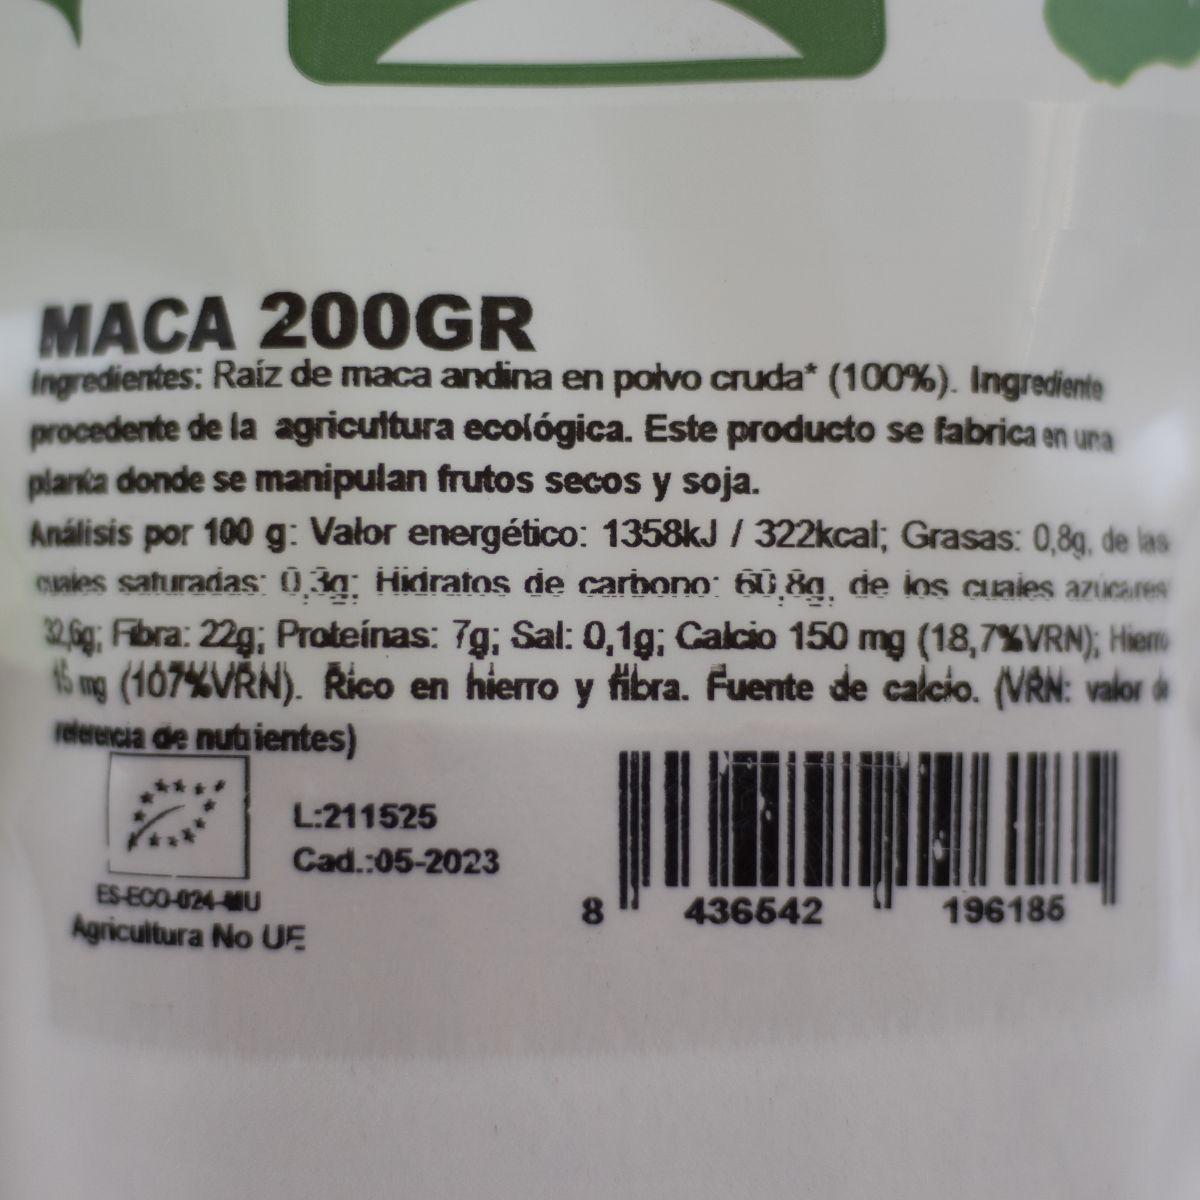 MACA 200GR
Ingredientes: Raíz de maca andina en polvo cruda* (100%). Ingrediente
procedente de la agricultura ecológica. Este producto se fabrica en una
planta donde se manipulan frutos secos y soja.
Análisis por 100 g: Valor energético: 1358kJ / 322kcal; Grasas: 0,8g, de las
cuales saturadas: 0,3g; Hidratos de carbono: 60,8g, de los cuales azúcares
32,6g; Fibra: 22g; Proteínas: 7g; Sal: 0,1g; Calcio 150 mg (18,7%VRN); Hierro
15 mg (107%VRN). Rico en hierro y fibra. Fuente de calcio. (VRN: valor de
referencia de nutrientes)
L:211525
Cad.:05-2023
ES-ECO-024-MU
Agricultura No UE
8 436542 196185